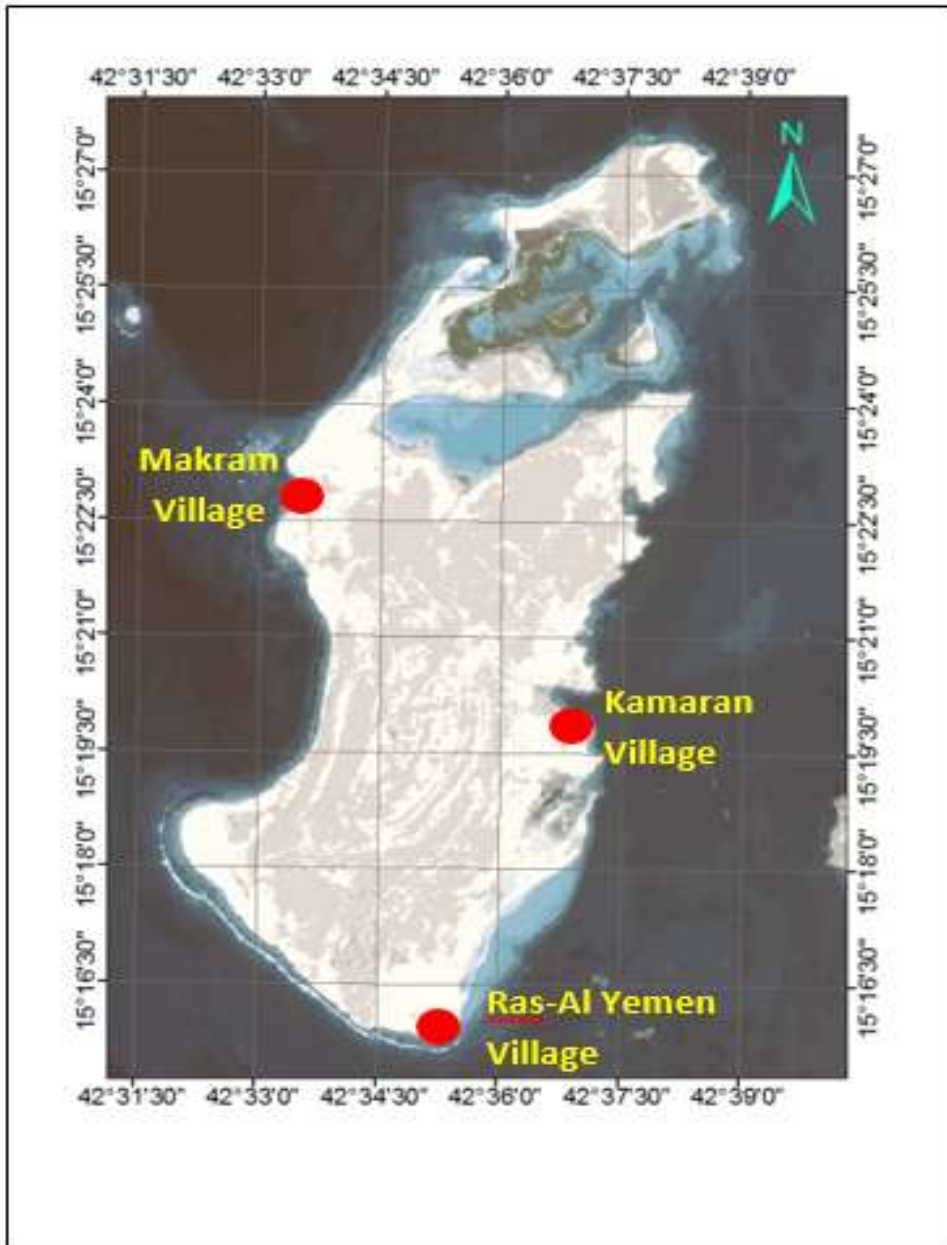 42°31'30" 42°33'0" 42°34'30" 42°36'0" 42°37'30" 42°39'0"
N
15°27'0" 15°27'0"
15°25'30" 15°25'30"
15°24'0" 15°24'0"
Makram
Village
15°22'30" 15°22'30"
15°21'0" 15°21'0"
Kamaran
Village
15°19'30" 15°19'30"
15°18'0" 15°18'0"
15°16'30" 15°16'30"
Ras-Al Yemen
Village
42°31'30" 42°33'0" 42°34'30" 42°36'0" 42°37'30" 42°39'0"